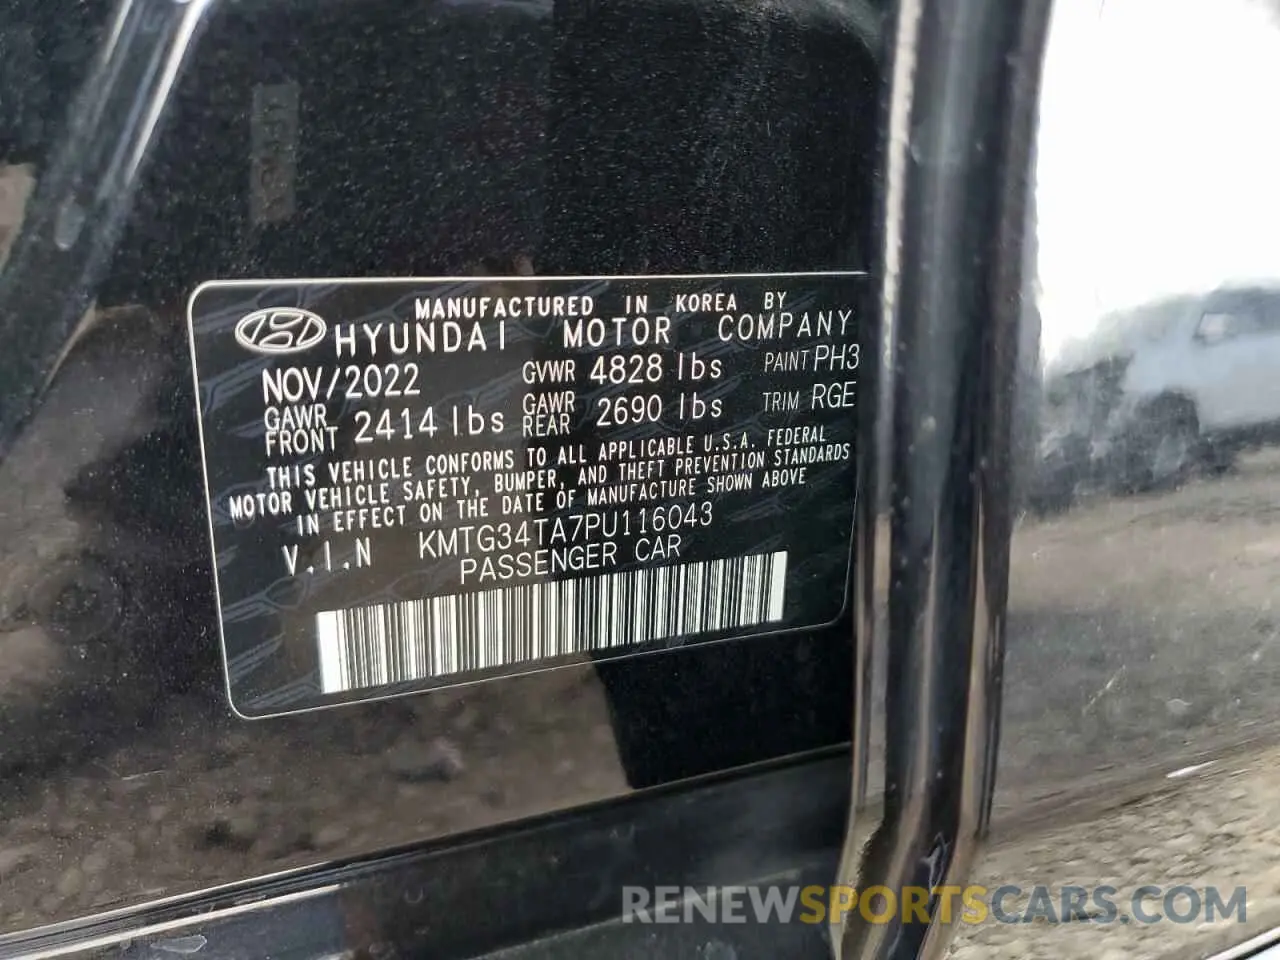 MANUFACTURED IN KOREA BY
HYUNDAI MOTOR COMPANY
NOV/2022 GVWR 4828 lbs PAINT PH3
GAWR FRONT 2414 lbs GAWR REAR 2690 lbs TRIM RGE
THIS VEHICLE CONFORMS TO ALL APPLICABLE U.S.A. FEDERAL
MOTOR VEHICLE SAFETY, BUMPER, AND THEFT PREVENTION STANDARDS
IN EFFECT ON THE DATE OF MANUFACTURE SHOWN ABOVE
V.I.N KMTG34TA7PU116043
PASSENGER CAR
RENEWSPORTSCARS.COM